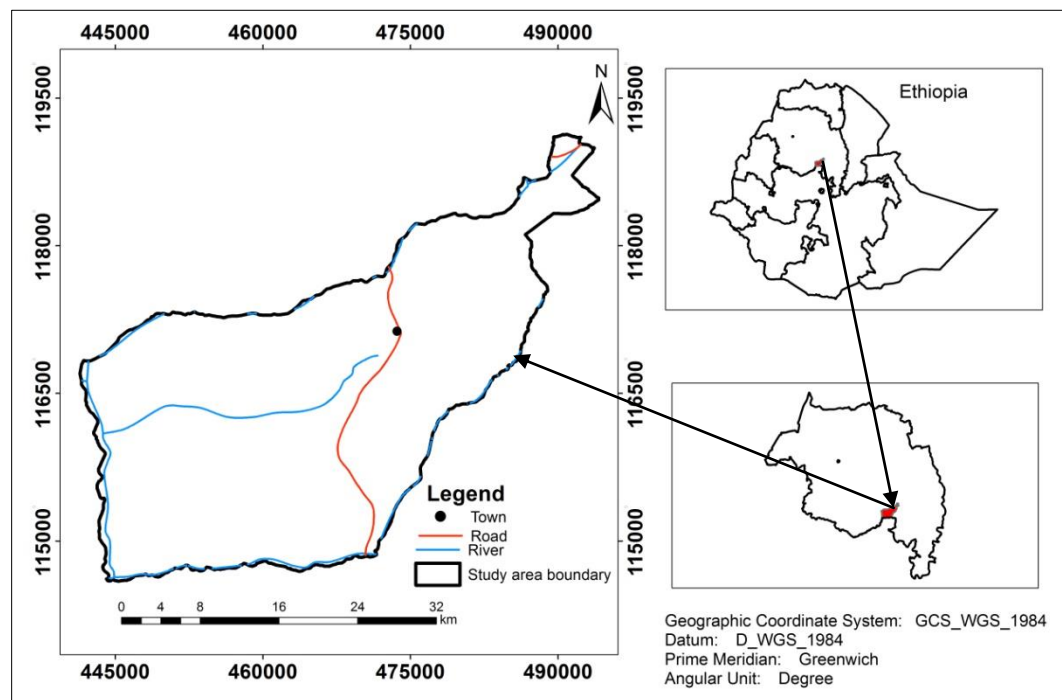 445000 460000 475000 490000
N
119500
118000
116500
115000
119500
118000
116500
115000
Legend
Town
Road
River
Study area boundary
0 4 8 16 24 32
km
445000 460000 475000 490000
Ethiopia
Geographic Coordinate System: GCS_WGS_1984
Datum: D_WGS_1984
Prime Meridian: Greenwich
Angular Unit: Degree